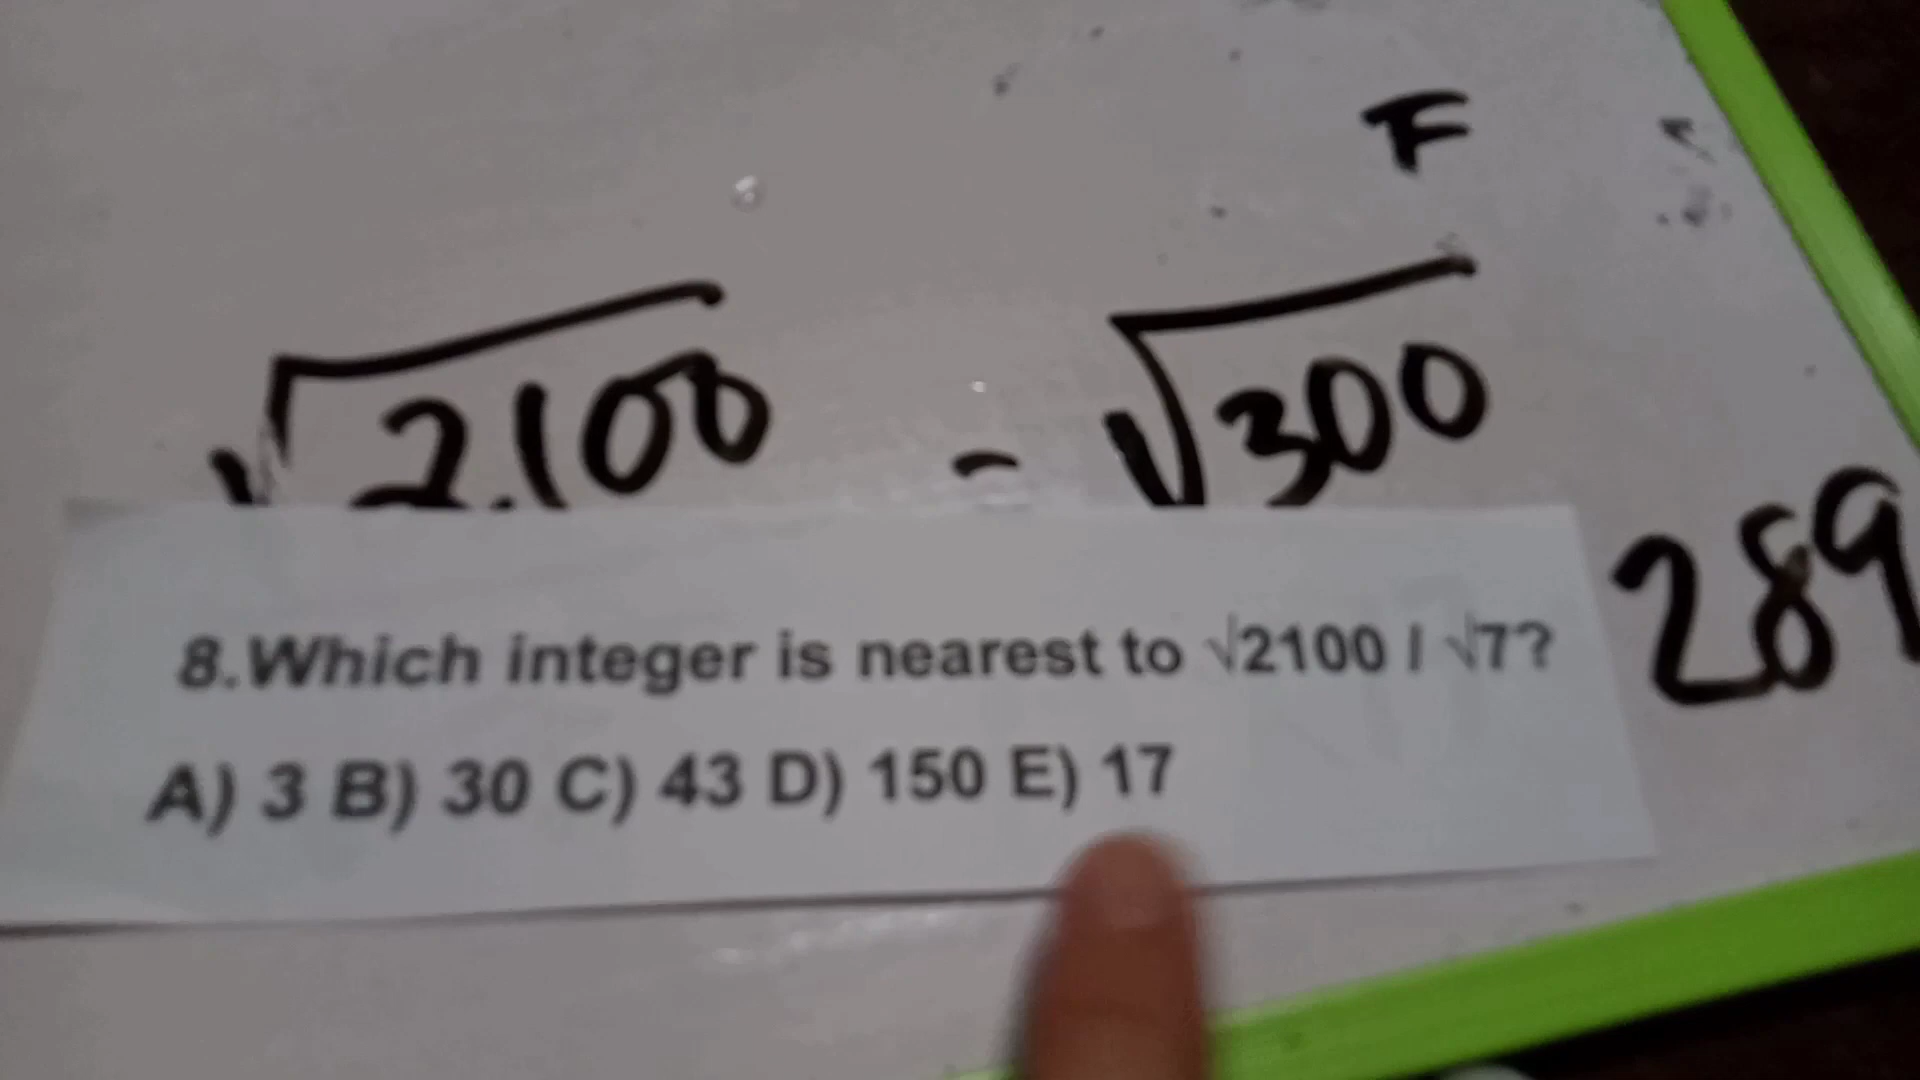 F
√2100 - √300
289
8.Which integer is nearest to √2100 / √7?
A) 3 B) 30 C) 43 D) 150 E) 17